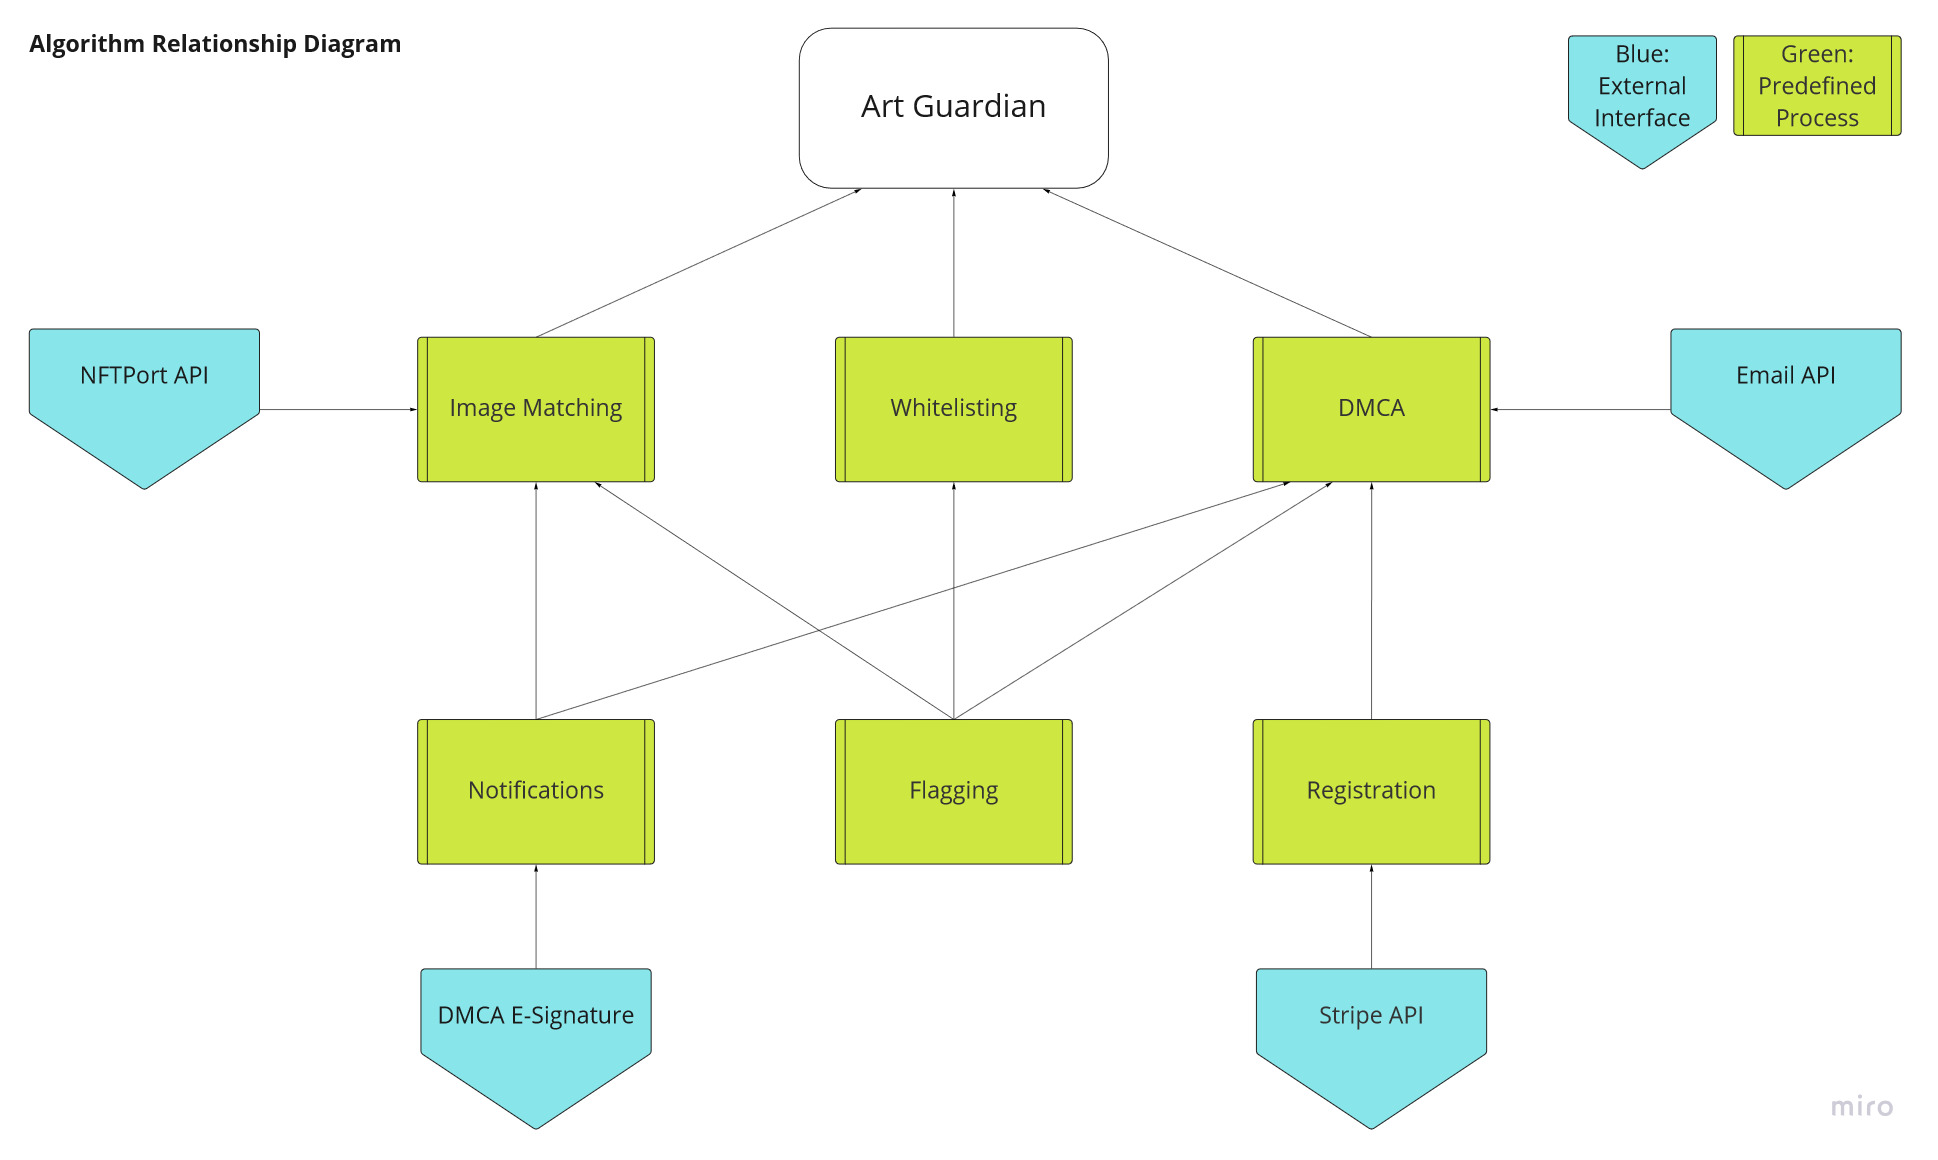 Algorithm Relationship Diagram
Art Guardian
Blue:
External
Interface
Green:
Predefined
Process
NFTPort API
Image Matching
Whitelisting
DMCA
Email API
Notifications
Flagging
Registration
DMCA E-Signature
Stripe API
miro